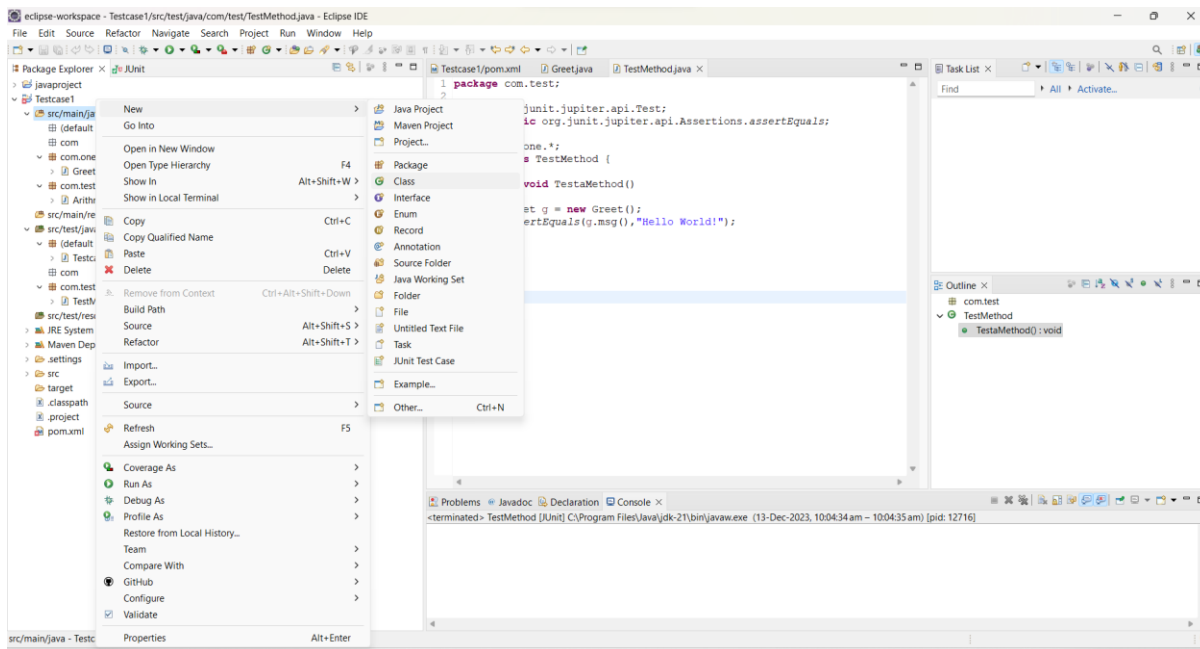 eclipse-workspace - Testcase1/src/test/java/com/test/TestMethod.java - Eclipse IDE
File Edit Source Refactor Navigate Search Project Run Window Help
Package Explorer JUnit
javaproject
Testcase1
src/main/ja
(default
com
com.one
Greet
com.test
Arithr
src/main/re
src/test/java
(default
Testca
com
com.test
TestM
src/test/reso
JRE System
Maven Dep
.settings
src
target
.classpath
.project
pom.xml
New
Go Into
Open in New Window
Open Type Hierarchy F4
Show In Alt+Shift+W >
Show in Local Terminal
Copy Ctrl+C
Copy Qualified Name
Paste Ctrl+V
Delete Delete
Remove from Context Ctrl+Alt+Shift+Down
Build Path
Source Alt+Shift+S >
Refactor Alt+Shift+T >
Import...
Export...
Source
Refresh F5
Assign Working Sets...
Coverage As
Run As
Debug As
Profile As
Restore from Local History...
Team
Compare With
GitHub
Configure
Validate
Properties Alt+Enter
Java Project
Maven Project
Project...
Package
Class
Interface
Enum
Record
Annotation
Source Folder
Java Working Set
Folder
File
Untitled Text File
Task
JUnit Test Case
Example...
Other... Ctrl+N
Testcase1/pom.xml Greet.java TestMethod.java
1 package com.test;
2
junit.jupiter.api.Test;
ic org.junit.jupiter.api.Assertions.assertEquals;
one.*;
s TestMethod {
void TestaMethod()
et g = new Greet();
ertEquals(g.msg(),"Hello World!");
Task List
Find All Activate...
Outline
com.test
TestMethod
TestaMethod() : void
Problems Javadoc Declaration Console
<terminated> TestMethod [JUnit] C:\Program Files\Java\jdk-21\bin\javaw.exe (13-Dec-2023, 10:04:34 am – 10:04:35 am) [pid: 12716]
src/main/java - Testc